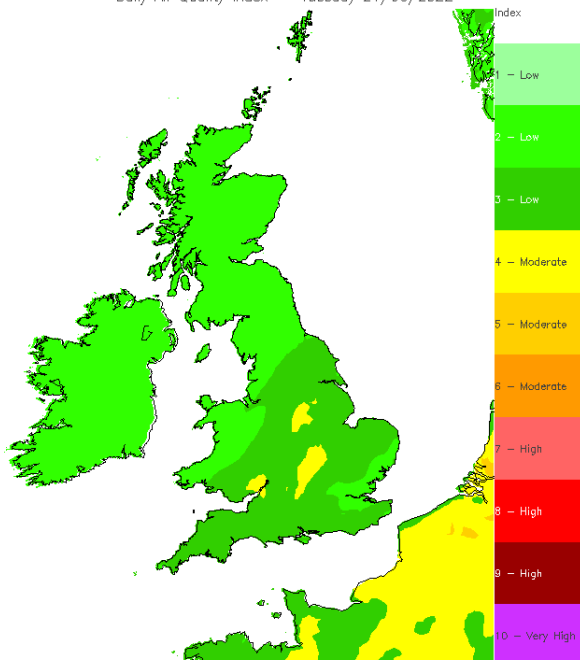 Index
1 – Low
2 – Low
3 – Low
4 – Moderate
5 – Moderate
6 – Moderate
7 – High
8 – High
9 – High
10 – Very High